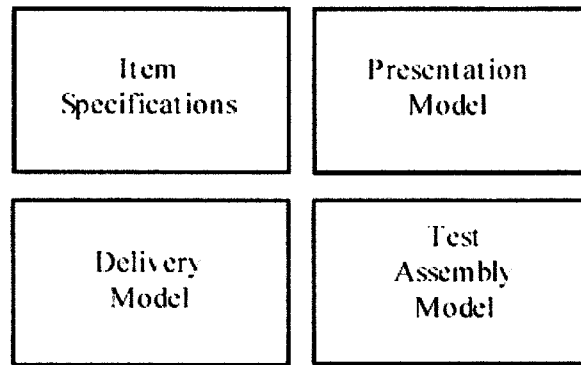 Item
Specifications
Presentation
Model
Delivery
Model
Test
Assembly
Model